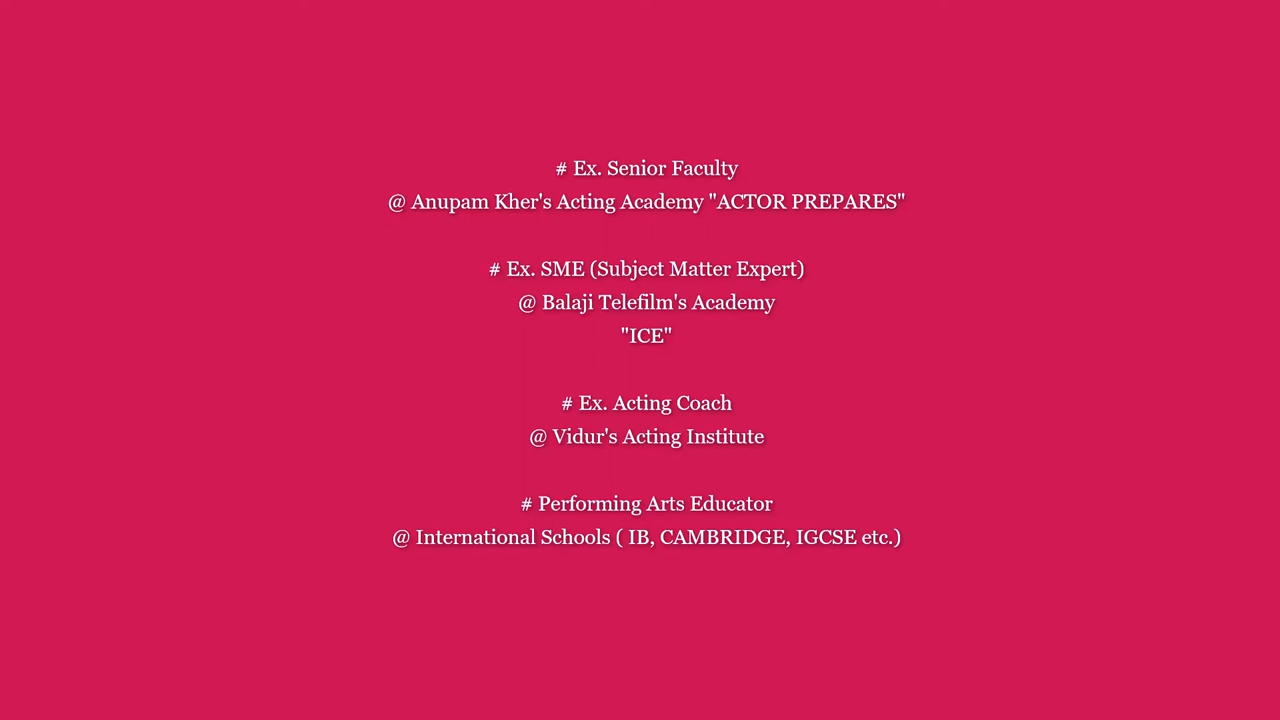 # Ex. Senior Faculty
@ Anupam Kher's Acting Academy "ACTOR PREPARES"
# Ex. SME (Subject Matter Expert)
@ Balaji Telefilm's Academy
"ICE"
# Ex. Acting Coach
@ Vidur's Acting Institute
# Performing Arts Educator
@ International Schools ( IB, CAMBRIDGE, IGCSE etc.)